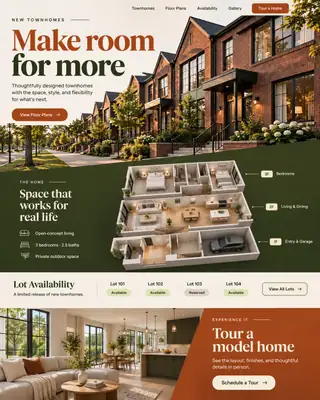 Townhomes Floor Plans Availability Gallery Tour a Home
NEW TOWNHOMES
Make room
for more
Thoughtfully designed townhomes
with the space, style, and flexibility
for what's next.
View Floor Plans →
THE HOME
Space that
works for
real life
Open-concept living
3 bedrooms · 2.5 baths
Private outdoor space
Bedrooms
Living & Dining
Entry & Garage
Lot Availability
A limited release of new townhomes.
Lot 101
Available
Lot 102
Available
Lot 103
Reserved
Lot 104
Available
View All Lots →
EXPERIENCE IT
Tour a
model home
See the layout, finishes, and thoughtful
details in person.
Schedule a Tour →